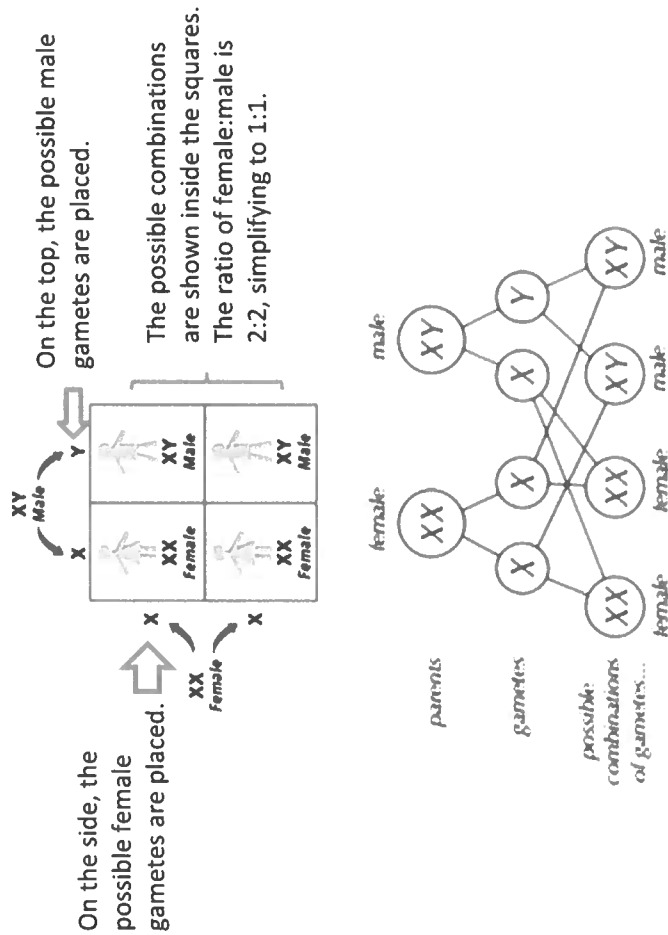 On the side, the
possible female
gametes are placed.
On the top, the possible male
gametes are placed.
XY
Male
X
Y
XX
Female
X
X
XX
Female
XY
Male
XX
Female
XY
Male
The possible combinations
are shown inside the squares.
The ratio of female:male is
2:2, simplifying to 1:1.
female
male
parents
XX
XY
gametes
X
X
X
Y
possible
combinations
of gametes...
XX
XX
XY
XY
female
female
male
male